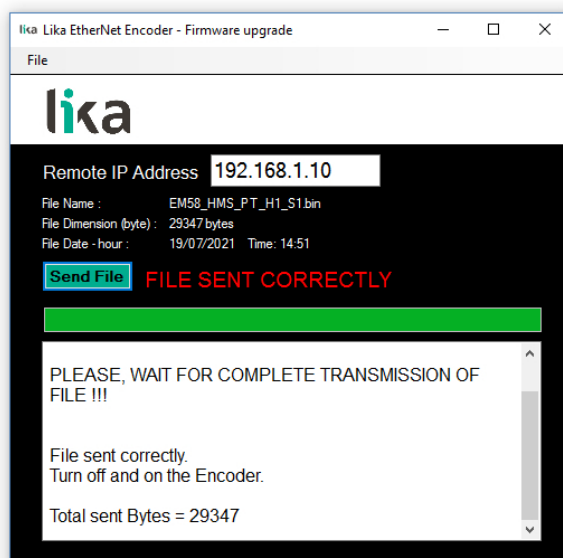 lika Lika EtherNet Encoder - Firmware upgrade
File
lika
Remote IP Address 192.168.1.10
File Name : EM58_HMS_PT_H1_S1.bin
File Dimension (byte) : 29347 bytes
File Date - hour : 19/07/2021 Time: 14:51
Send File FILE SENT CORRECTLY
PLEASE, WAIT FOR COMPLETE TRANSMISSION OF
FILE !!!
File sent correctly.
Turn off and on the Encoder.
Total sent Bytes = 29347